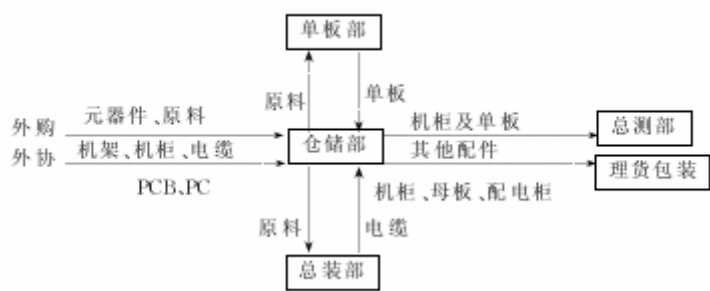 单板部
原料
单板
外购
元器件、原料
机柜及单板
总测部
外协
机架、机柜、电缆
仓储部
其他配件
理货包装
PCB、PC
机柜、母板、配电柜
原料
电缆
总装部